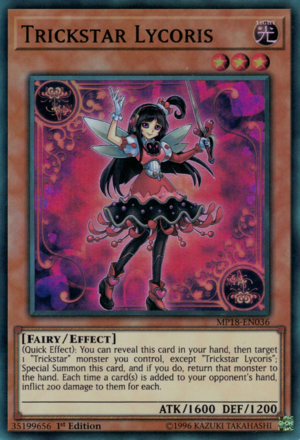 TRICKSTAR LYCORIS
LIGHT
光
MP18-EN036
[FAIRY/EFFECT]
(Quick Effect): You can reveal this card in your hand, then target
1 "Trickstar" monster you control, except "Trickstar Lycoris";
Special Summon this card, and if you do, return that monster to
the hand. Each time a card(s) is added to your opponent's hand,
inflict 200 damage to them for each.
ATK/1600 DEF/1200
35199656 1st Edition ©1996 KAZUKI TAKAHASHI